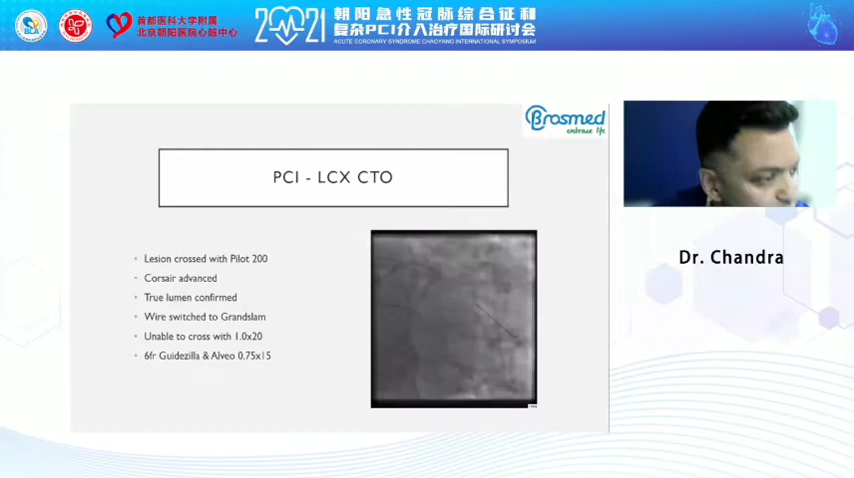 BLA
首都医科大学附属
北京朝阳医院心脏中心
2021
朝阳急性冠脉综合征和
复杂PCI介入治疗国际研讨会
ACUTE CORONARY SYNDROME CHAOYANG INTERNATIONAL SYMPOSIUM
Brosmed
embrace life
PCI - LCX CTO
Dr. Chandra
• Lesion crossed with Pilot 200
• Corsair advanced
• True lumen confirmed
• Wire switched to Grandslam
• Unable to cross with 1.0x20
• 6fr Guidezilla & Alveo 0.75x15